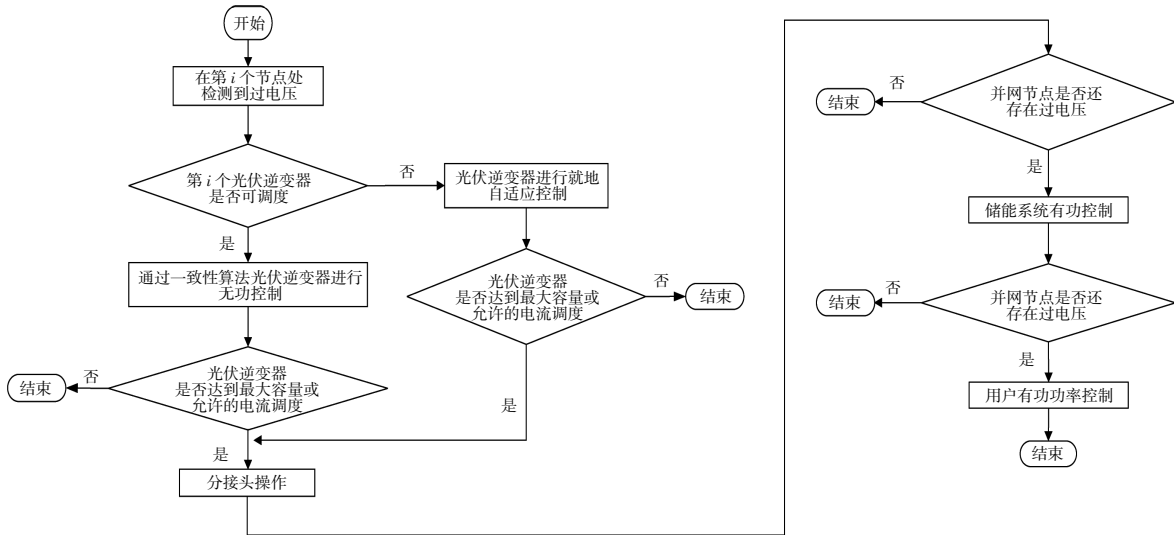 开始
在第 i 个节点处
检测到过电压
第 i 个光伏逆变器
是否可调度
否
光伏逆变器进行就地
自适应控制
是
通过一致性算法光伏逆变器进行
无功控制
光伏逆变器
是否达到最大容量或
允许的电流调度
否
结束
光伏逆变器
是否达到最大容量或
允许的电流调度
否
结束
是
是
分接头操作
并网节点是否还
存在过电压
否
结束
是
储能系统有功控制
并网节点是否还
存在过电压
否
结束
是
用户有功功率控制
结束